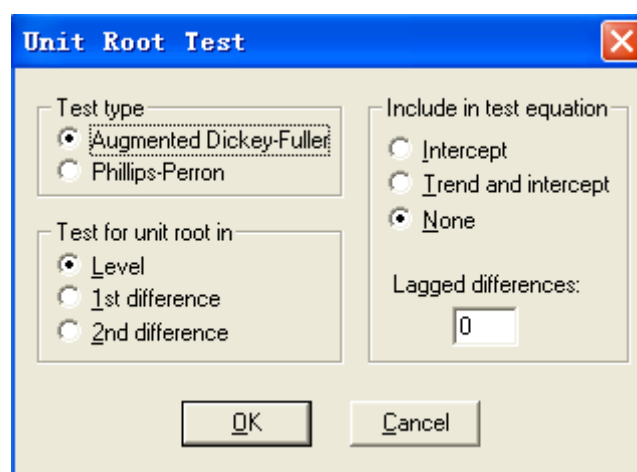 Unit Root Test
Test type
Augmented Dickey-Fuller
Phillips-Perron
Test for unit root in
Level
1st difference
2nd difference
Include in test equation
Intercept
Trend and intercept
None
Lagged differences:
0
OK
Cancel